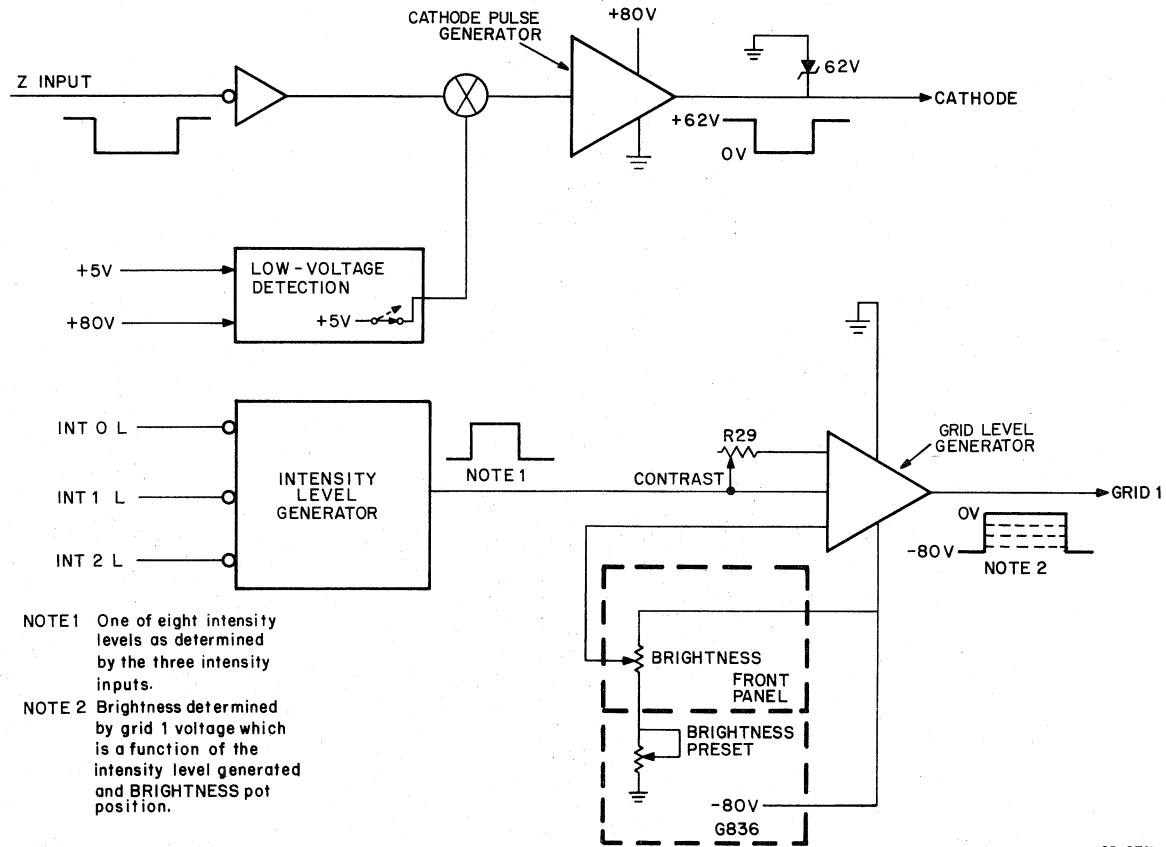 CATHODE PULSE
GENERATOR
+80V
Z INPUT
62V
CATHODE
+62V
0V
+5V
LOW-VOLTAGE
DETECTION
+5V
+80V
INT 0 L
INT 1 L
INT 2 L
INTENSITY
LEVEL
GENERATOR
NOTE 1
R29
CONTRAST
GRID LEVEL
GENERATOR
GRID 1
0V
-80V
NOTE 2
BRIGHTNESS
FRONT
PANEL
BRIGHTNESS
PRESET
-80V
G836
NOTE1 One of eight intensity
levels as determined
by the three intensity
inputs.
NOTE 2 Brightness determined
by grid 1 voltage which
is a function of the
intensity level generated
and BRIGHTNESS pot
position.